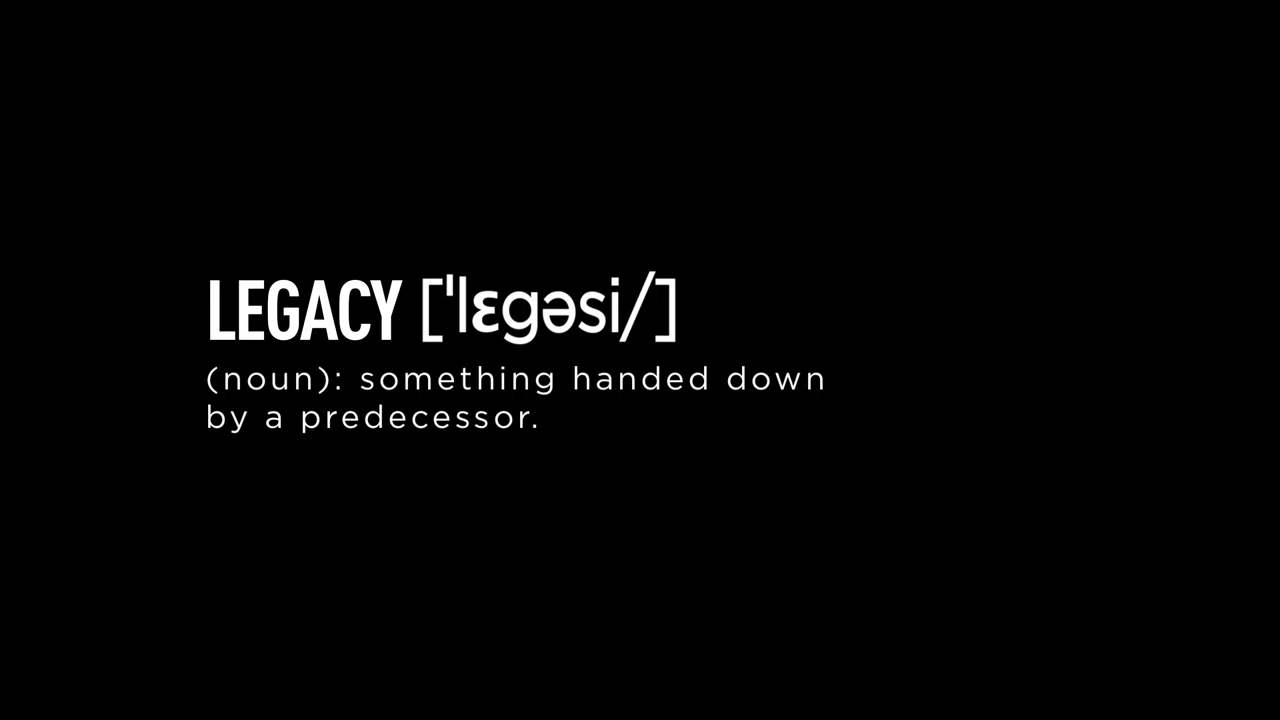 LEGACY [ˈlɛgəsi/]
(noun): something handed down
by a predecessor.